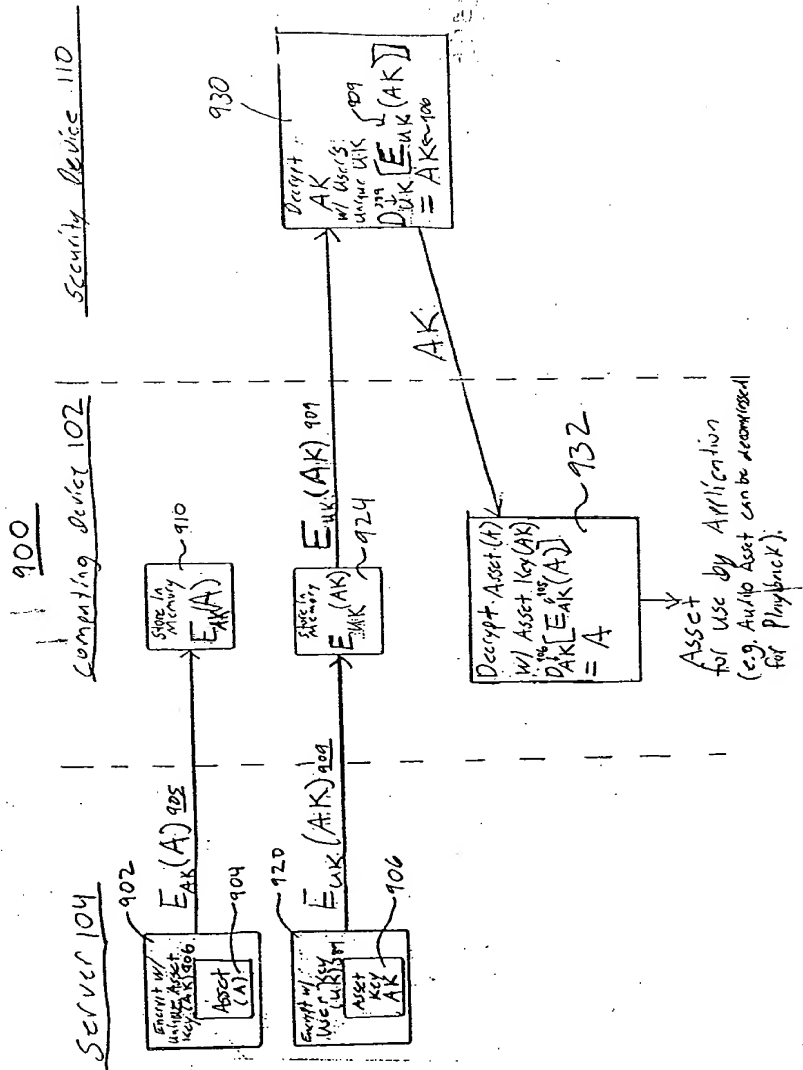 900
Server 104
Computing Device 102
Security Device 110
902
Encrypt w/
Unique Asset
Key (AK) 906
Asset
(A)
904
E_AK(A) 905
Store In
Memory
E_AK(A)
910
920
Encrypt w/
User Key
(UK)
Asset
Key
AK
906
E_UK(AK) 909
Store In
Memory
E_UK(AK)
924
E_UK(AK) 909
930
Decrypt
AK
w/ User's
Unique UK
D_UK[E_UK(AK)]
909
= AK
906
AK
Decrypt Asset (A)
w/ Asset Key (AK)
106
D_AK[E_AK(A)]
= A
932
Asset
for use by Application
(e.g. Audio Asset can be decompressed
for Playback).